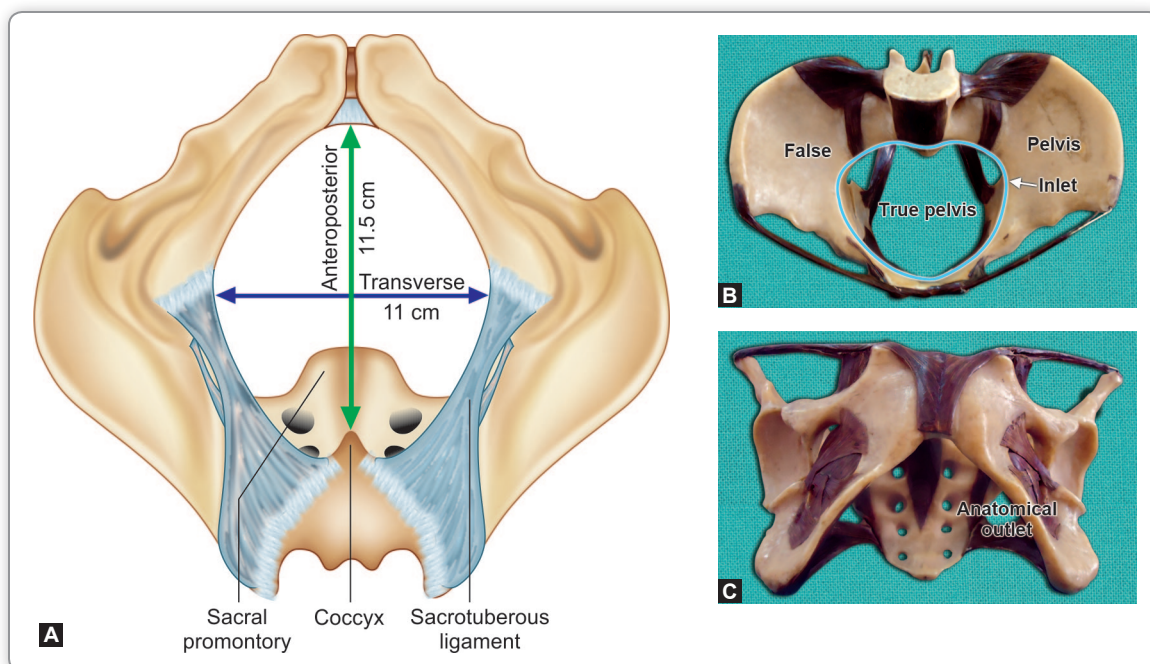 Anteroposterior
11.5 cm
Transverse
11 cm
Sacral
promontory
Coccyx
Sacrotuberous
ligament
A
False
Pelvis
Inlet
True pelvis
B
Anatomical
outlet
C